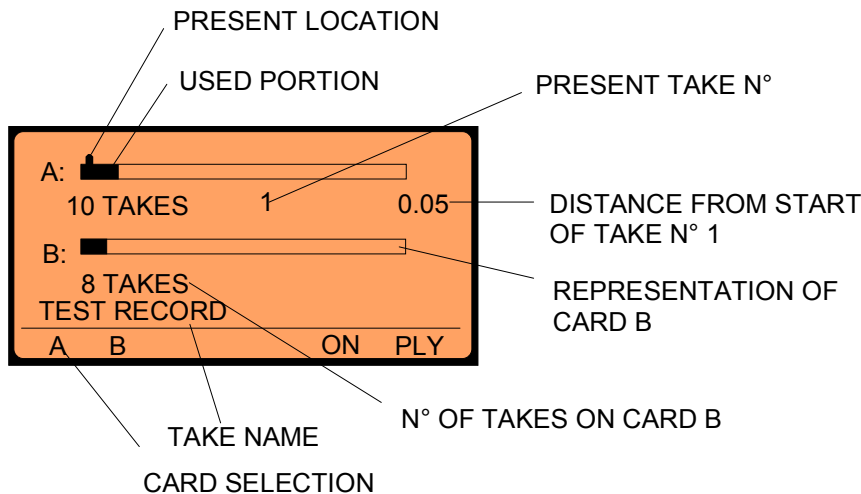 PRESENT LOCATION
USED PORTION
PRESENT TAKE N°
A:
10 TAKES 1 0.05
DISTANCE FROM START
OF TAKE N° 1
B:
8 TAKES
REPRESENTATION OF
CARD B
TEST RECORD
A B ON PLY
N° OF TAKES ON CARD B
TAKE NAME
CARD SELECTION